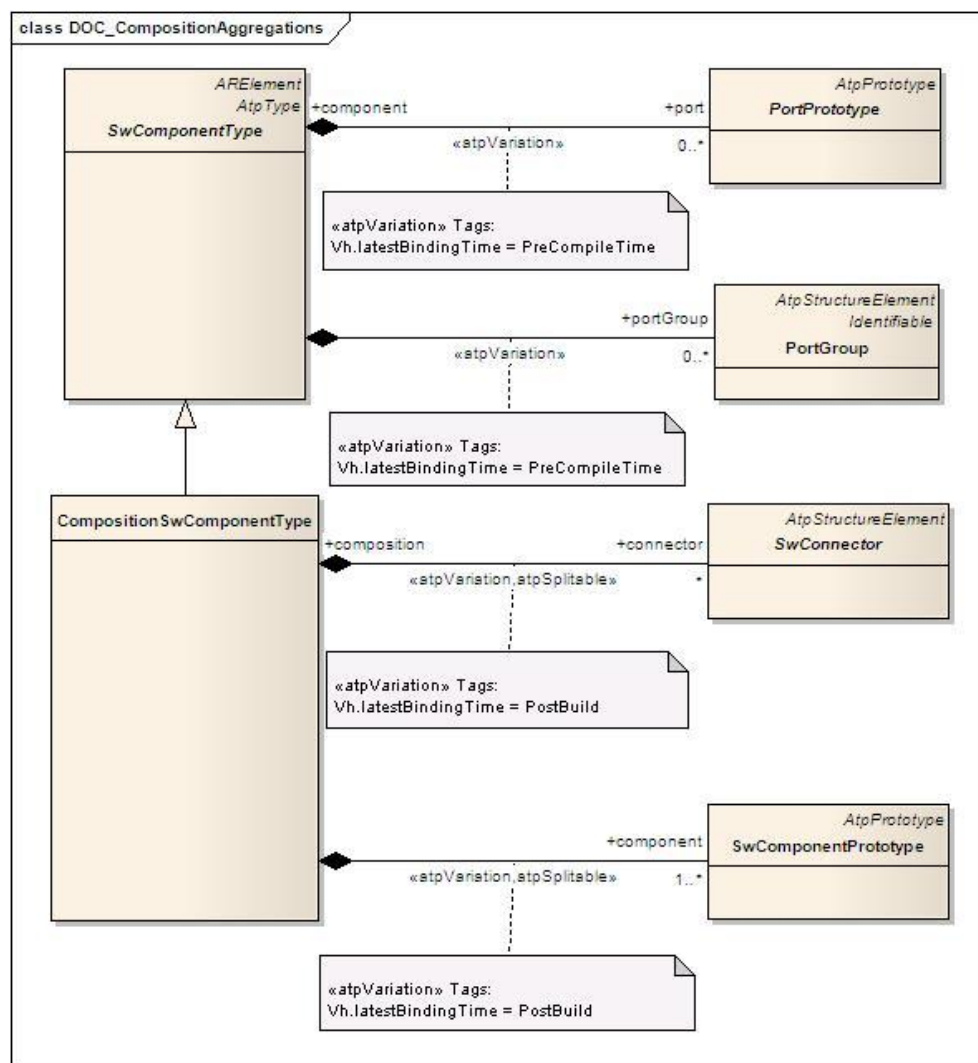 class DOC_CompositionAggregations
ARElement
AtpType
SwComponentType
+component
+port
«atpVariation»
0..*
AtpPrototype
PortPrototype
«atpVariation» Tags:
Vh.latestBindingTime = PreCompileTime
+portGroup
«atpVariation»
0..*
AtpStructureElement
Identifiable
PortGroup
«atpVariation» Tags:
Vh.latestBindingTime = PreCompileTime
CompositionSwComponentType
+composition
+connector
«atpVariation,atpSplitable»
*
AtpStructureElement
SwConnector
«atpVariation» Tags:
Vh.latestBindingTime = PostBuild
+component
«atpVariation,atpSplitable»
1..*
AtpPrototype
SwComponentPrototype
«atpVariation» Tags:
Vh.latestBindingTime = PostBuild